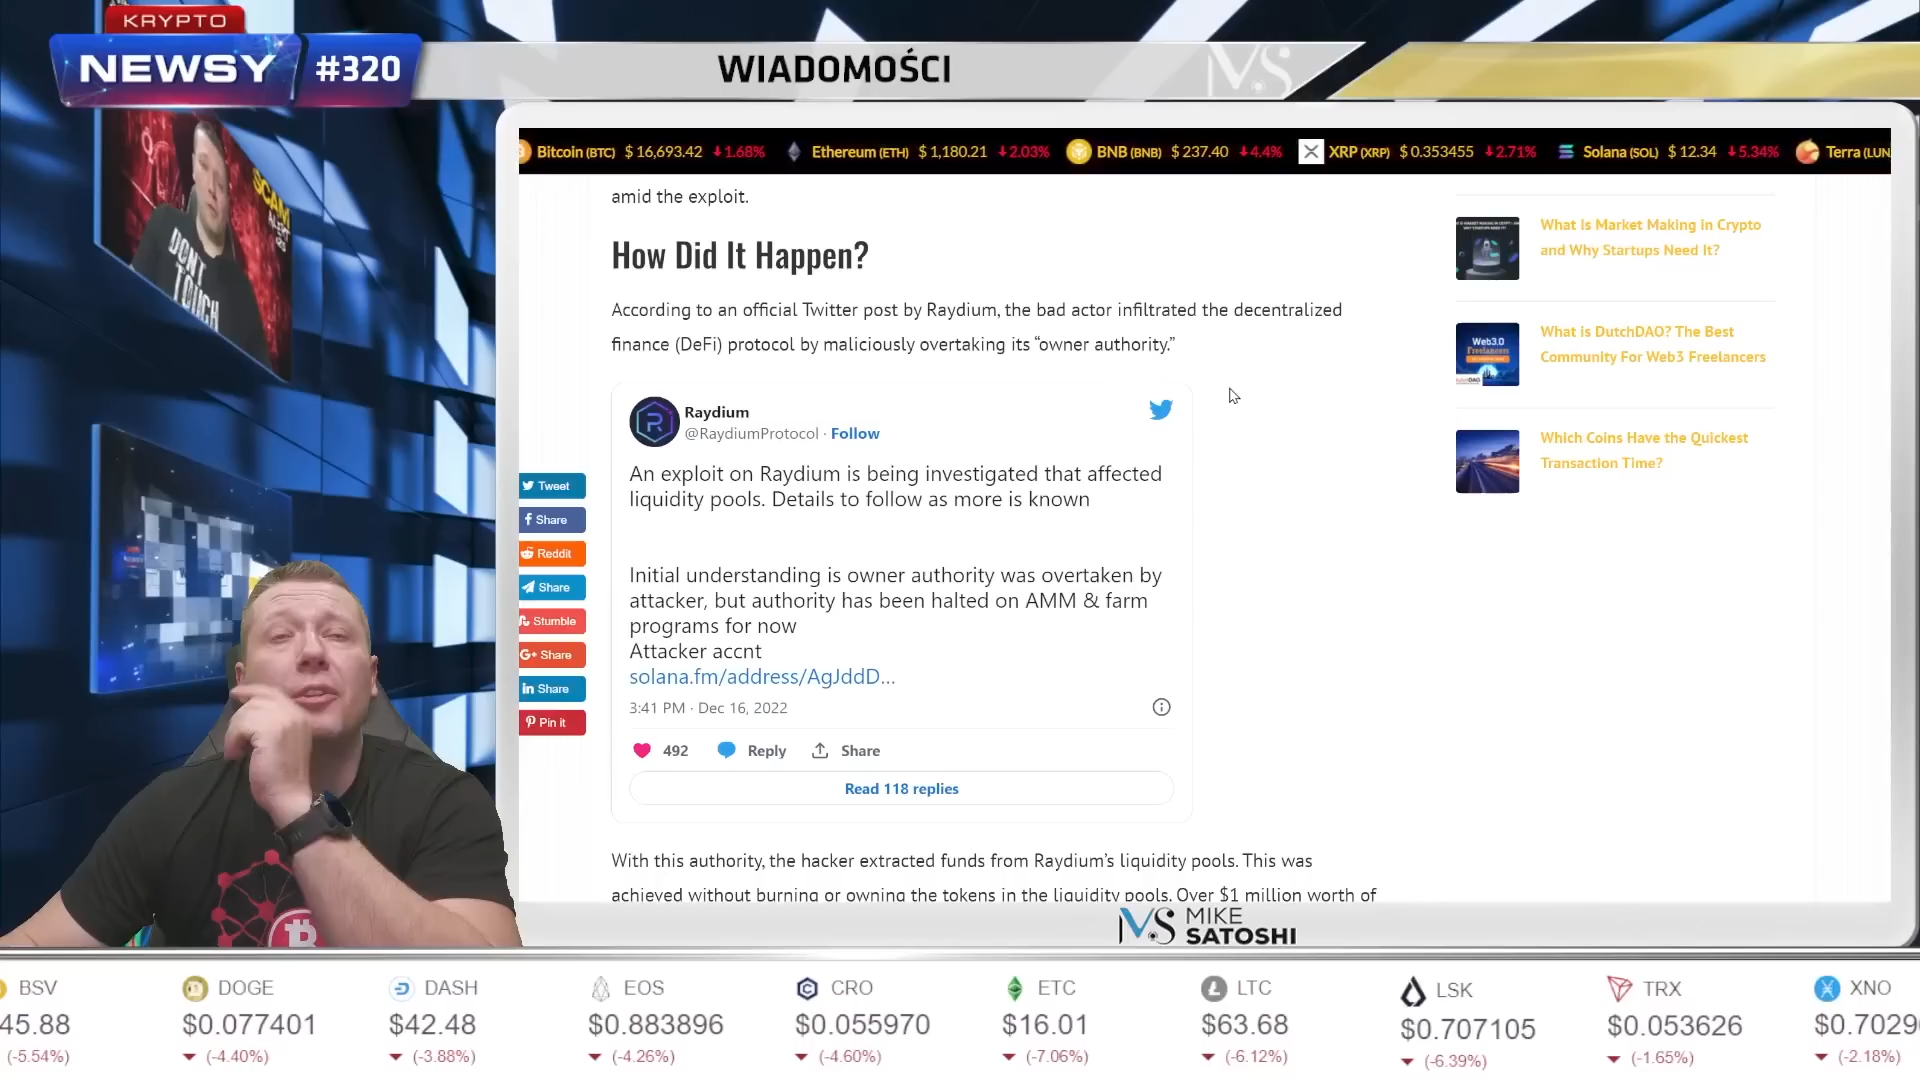 KRYPTO
NEWSY #320
WIADOMOŚCI
MS
SCAM
ALERT
DON'T
TOUCH
Bitcoin (BTC) $ 16,693.42 1.68% Ethereum (ETH) $ 1,180.21 2.03% BNB (BNB) $ 237.40 4.4% XRP (XRP) $ 0.353455 2.71% Solana (SOL) $ 12.34 5.34% Terra (LUN
amid the exploit.
How Did It Happen?
According to an official Twitter post by Raydium, the bad actor infiltrated the decentralized
finance (DeFi) protocol by maliciously overtaking its “owner authority.”
Raydium
@RaydiumProtocol · Follow
An exploit on Raydium is being investigated that affected
liquidity pools. Details to follow as more is known
Initial understanding is owner authority was overtaken by
attacker, but authority has been halted on AMM & farm
programs for now
Attacker accnt
solana.fm/address/AgJddD...
3:41 PM · Dec 16, 2022
492 Reply Share
Read 118 replies
With this authority, the hacker extracted funds from Raydium’s liquidity pools. This was
achieved without burning or owning the tokens in the liquidity pools. Over $1 million worth of
Tweet
Share
Reddit
Share
Stumble
G+ Share
in Share
Pin it
What Is Market Making in Crypto
and Why Startups Need It?
Web3.0
Freelancers
What is DutchDAO? The Best
Community For Web3 Freelancers
Which Coins Have the Quickest
Transaction Time?
MS MIKE
SATOSHI
BSV DOGE DASH EOS CRO ETC LTC LSK TRX XNO
45.88 $0.077401 $42.48 $0.883896 $0.055970 $16.01 $63.68 $0.707105 $0.053626 $0.7029
(-5.54%) (-4.40%) (-3.88%) (-4.26%) (-4.60%) (-7.06%) (-6.12%) (-6.39%) (-1.65%) (-2.18%)